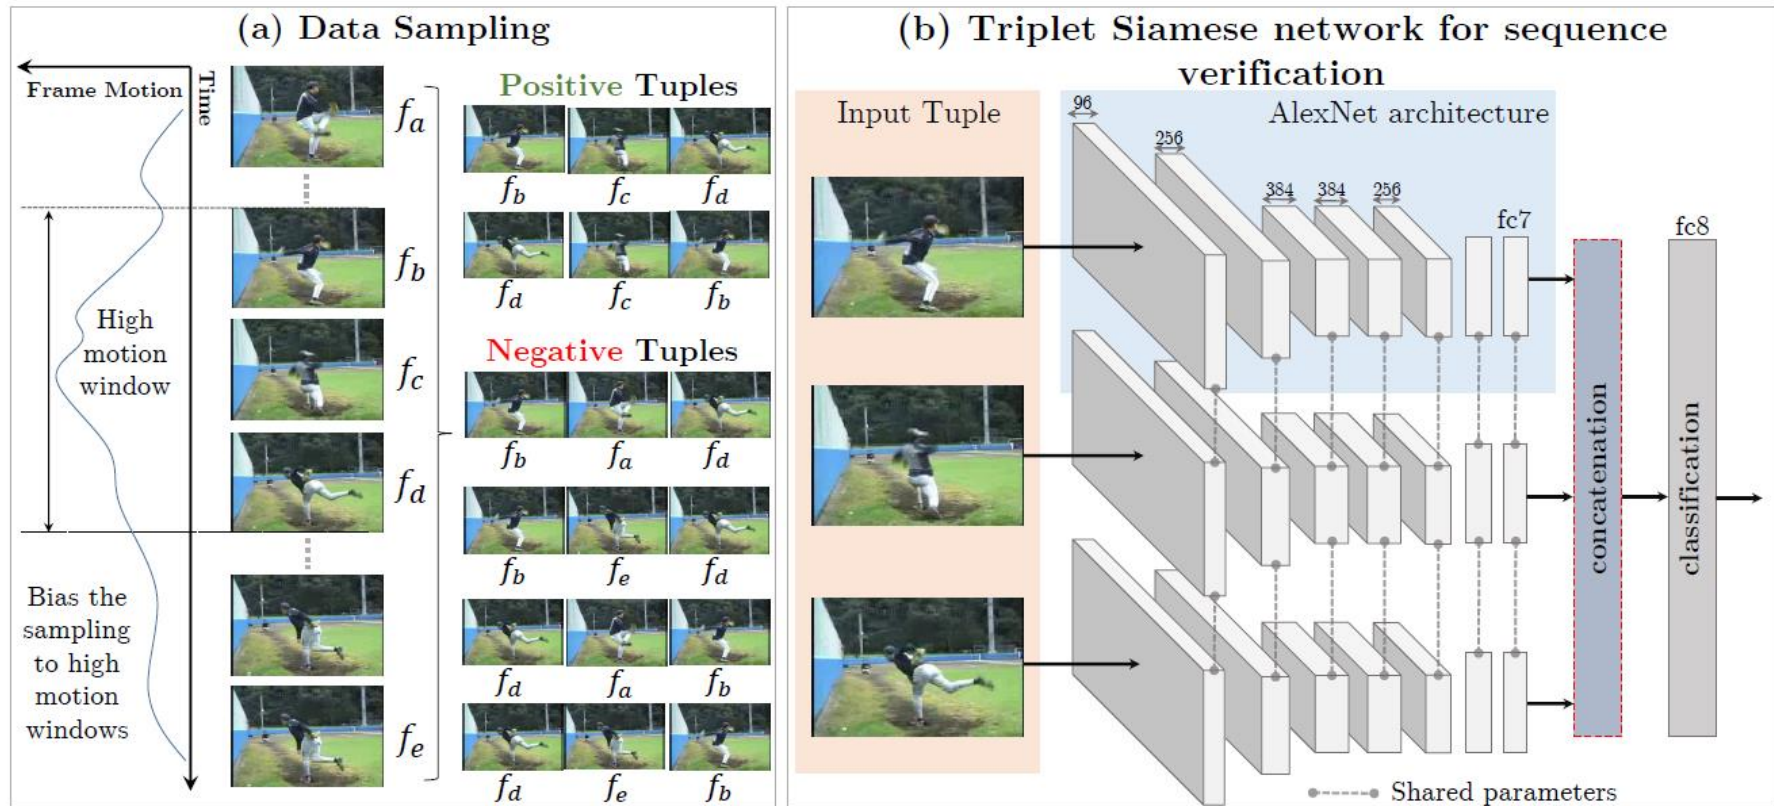 (a) Data Sampling
Frame Motion
Time
High
motion
window
Bias the
sampling
to high
motion
windows
f_a
f_b
f_c
f_d
f_e
Positive Tuples
f_b f_c f_d
f_d f_c f_b
Negative Tuples
f_b f_a f_d
f_b f_e f_d
f_d f_a f_b
f_d f_e f_b
(b) Triplet Siamese network for sequence
verification
Input Tuple
AlexNet architecture
96
256
384
384
256
fc7
fc8
concatenation
classification
Shared parameters